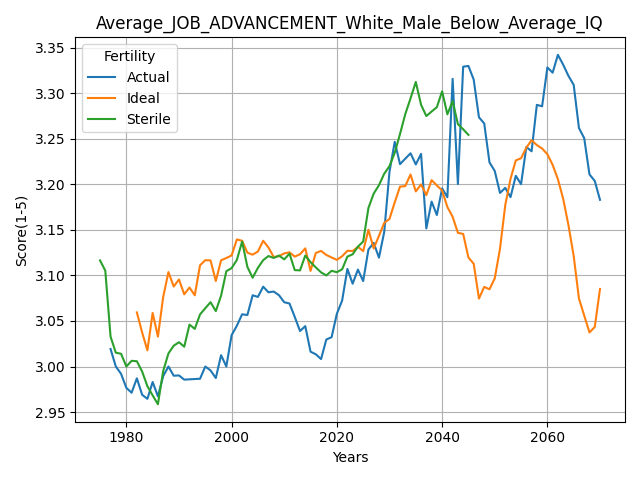 Average_JOB_ADVANCEMENT_White_Male_Below_Average_IQ
Fertility
Actual
Ideal
Sterile
Score(1-5)
3.35
3.30
3.25
3.20
3.15
3.10
3.05
3.00
2.95
1980 2000 2020 2040 2060
Years